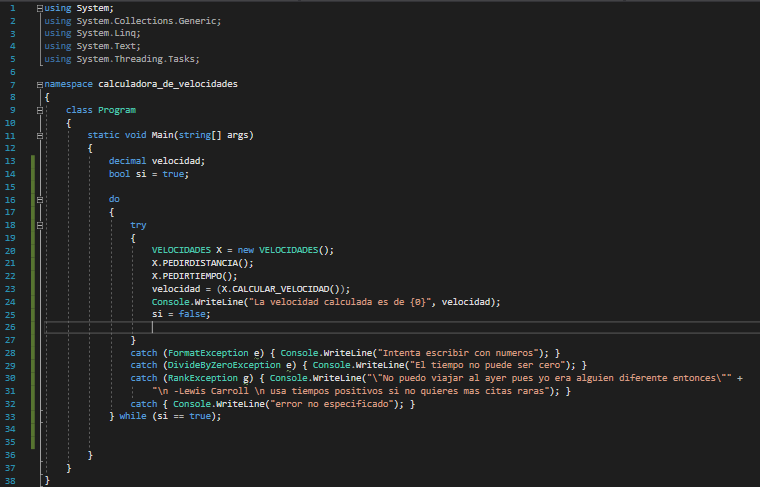 1 using System;
2 using System.Collections.Generic;
3 using System.Linq;
4 using System.Text;
5 using System.Threading.Tasks;
6
7 namespace calculadora_de_velocidades
8 {
9 class Program
10 {
11 static void Main(string[] args)
12 {
13 decimal velocidad;
14 bool si = true;
15
16 do
17 {
18 try
19 {
20 VELOCIDADES X = new VELOCIDADES();
21 X.PEDIRDISTANCIA();
22 X.PEDIRTIEMPO();
23 velocidad = (X.CALCULAR_VELOCIDAD());
24 Console.WriteLine("La velocidad calculada es de {0}", velocidad);
25 si = false;
26
27 }
28 catch (FormatException e) { Console.WriteLine("Intenta escribir con numeros"); }
29 catch (DivideByZeroException e) { Console.WriteLine("El tiempo no puede ser cero"); }
30 catch (RankException g) { Console.WriteLine("\"No puedo viajar al ayer pues yo era alguien diferente entonces\"" +
31 "\n -Lewis Carroll \n usa tiempos positivos si no quieres mas citas raras"); }
32 catch { Console.WriteLine("error no especificado"); }
33 } while (si == true);
34
35
36 }
37 }
38 }